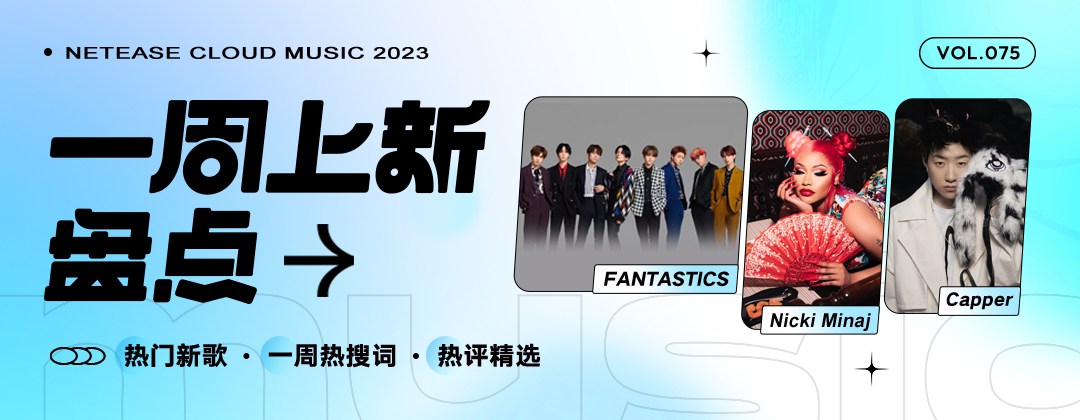 • NETEASE CLOUD MUSIC 2023
VOL.075
一周上新
盘点 →
热门新歌 · 一周热搜词 · 热评精选
FANTASTICS
Nicki Minaj
Capper
music